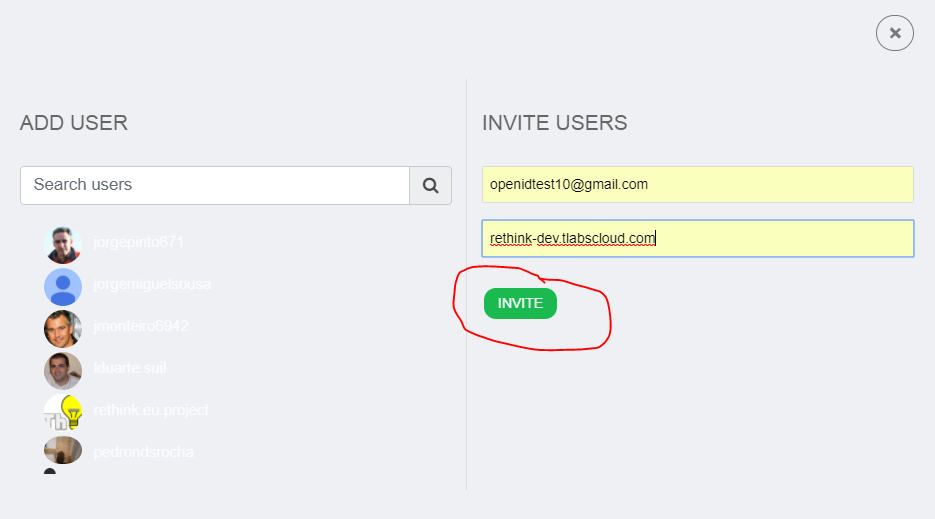 ADD USER
Search users
jorgepinto671
jorgemiguelsousa
jmonteiro6942
lduarte.suil
rethink.eu.project
pedrondsrocha
INVITE USERS
openidtest10@gmail.com
rethink-dev.tlabscloud.com
INVITE